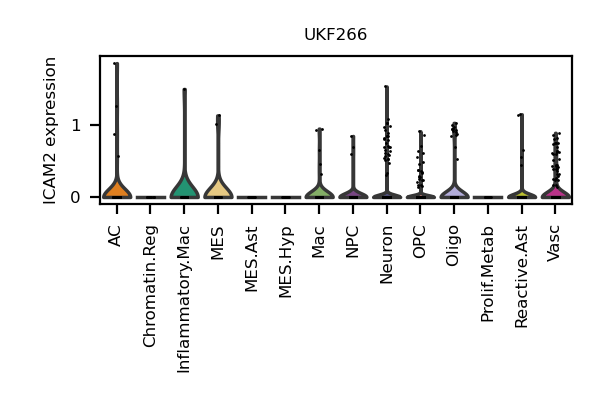 UKF266
ICAM2 expression
1
0
AC
Chromatin.Reg
Inflammatory.Mac
MES
MES.Ast
MES.Hyp
Mac
NPC
Neuron
OPC
Oligo
Prolif.Metab
Reactive.Ast
Vasc